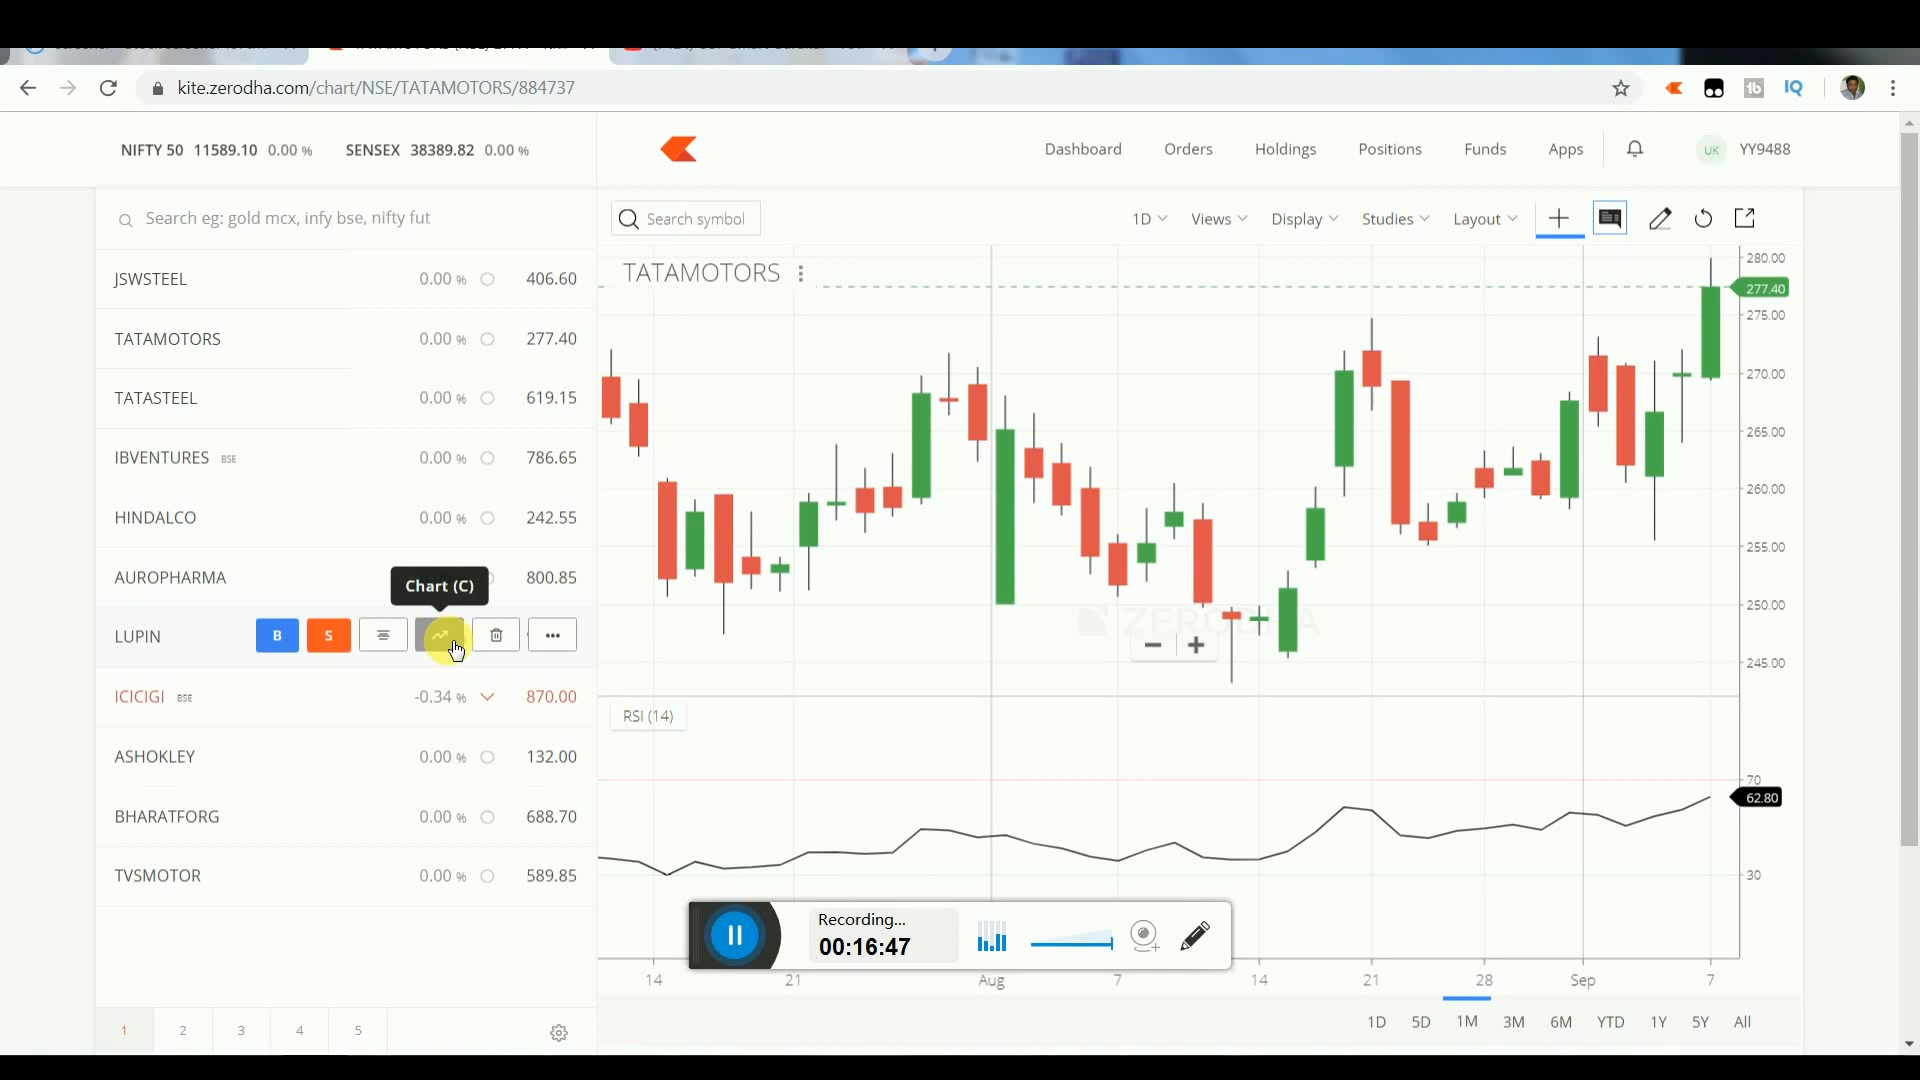 kite.zerodha.com/chart/NSE/TATAMOTORS/884737
tb
IQ
NIFTY 50 11589.10 0.00 %
SENSEX 38389.82 0.00 %
Dashboard
Orders
Holdings
Positions
Funds
Apps
UK
YY9488
Search eg: gold mcx, infy bse, nifty fut
Search symbol
1D
Views
Display
Studies
Layout
JSWSTEEL 0.00 % 406.60
TATAMOTORS 0.00 % 277.40
TATASTEEL 0.00 % 619.15
IBVENTURES BSE 0.00 % 786.65
HINDALCO 0.00 % 242.55
AUROPHARMA 800.85
Chart (C)
LUPIN B S
ICICIGI BSE -0.34 % 870.00
ASHOKLEY 0.00 % 132.00
BHARATFORG 0.00 % 688.70
TVSMOTOR 0.00 % 589.85
1 2 3 4 5
TATAMOTORS
280.00
277.40
275.00
270.00
265.00
260.00
255.00
250.00
245.00
ZERODHA
RSI (14)
70
62.80
30
Recording...
00:16:47
14 21 Aug 7 14 21 28 Sep 7
1D 5D 1M 3M 6M YTD 1Y 5Y All